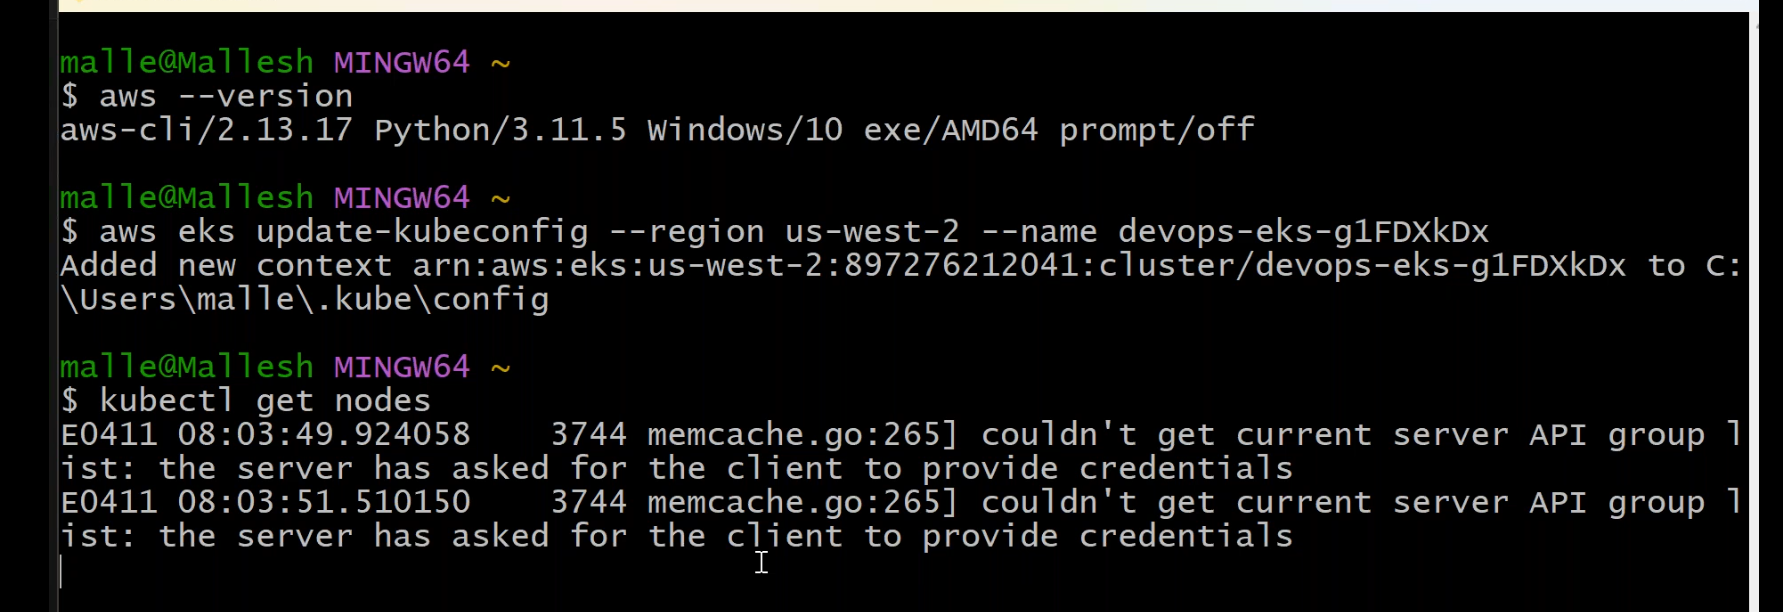 malle@Mallesh MINGW64 ~
$ aws --version
aws-cli/2.13.17 Python/3.11.5 Windows/10 exe/AMD64 prompt/off
malle@Mallesh MINGW64 ~
$ aws eks update-kubeconfig --region us-west-2 --name devops-eks-g1FDXkDx
Added new context arn:aws:eks:us-west-2:897276212041:cluster/devops-eks-g1FDXkDx to C:
\Users\malle\.kube\config
malle@Mallesh MINGW64 ~
$ kubectl get nodes
E0411 08:03:49.924058    3744 memcache.go:265] couldn't get current server API group l
ist: the server has asked for the client to provide credentials
E0411 08:03:51.510150    3744 memcache.go:265] couldn't get current server API group l
ist: the server has asked for the client to provide credentials